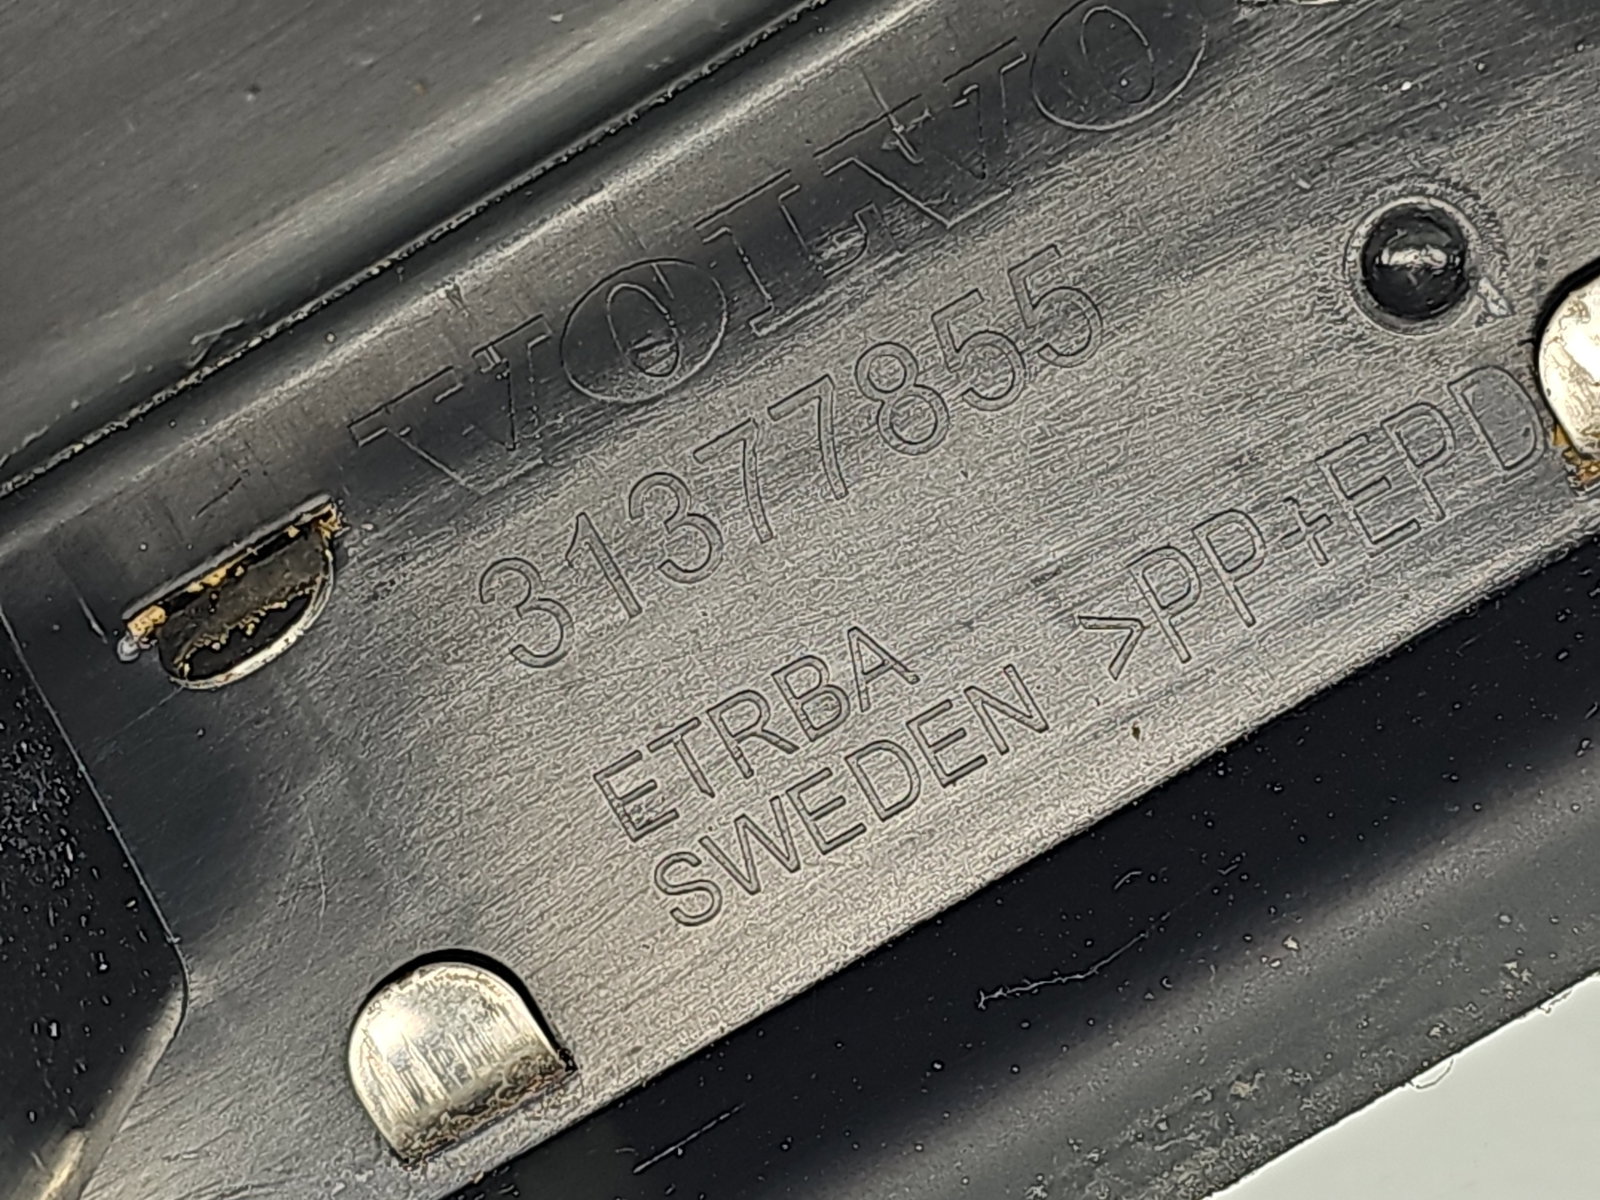 VOLVO
31377855
ETRBA
SWEDEN
>PP+EPD